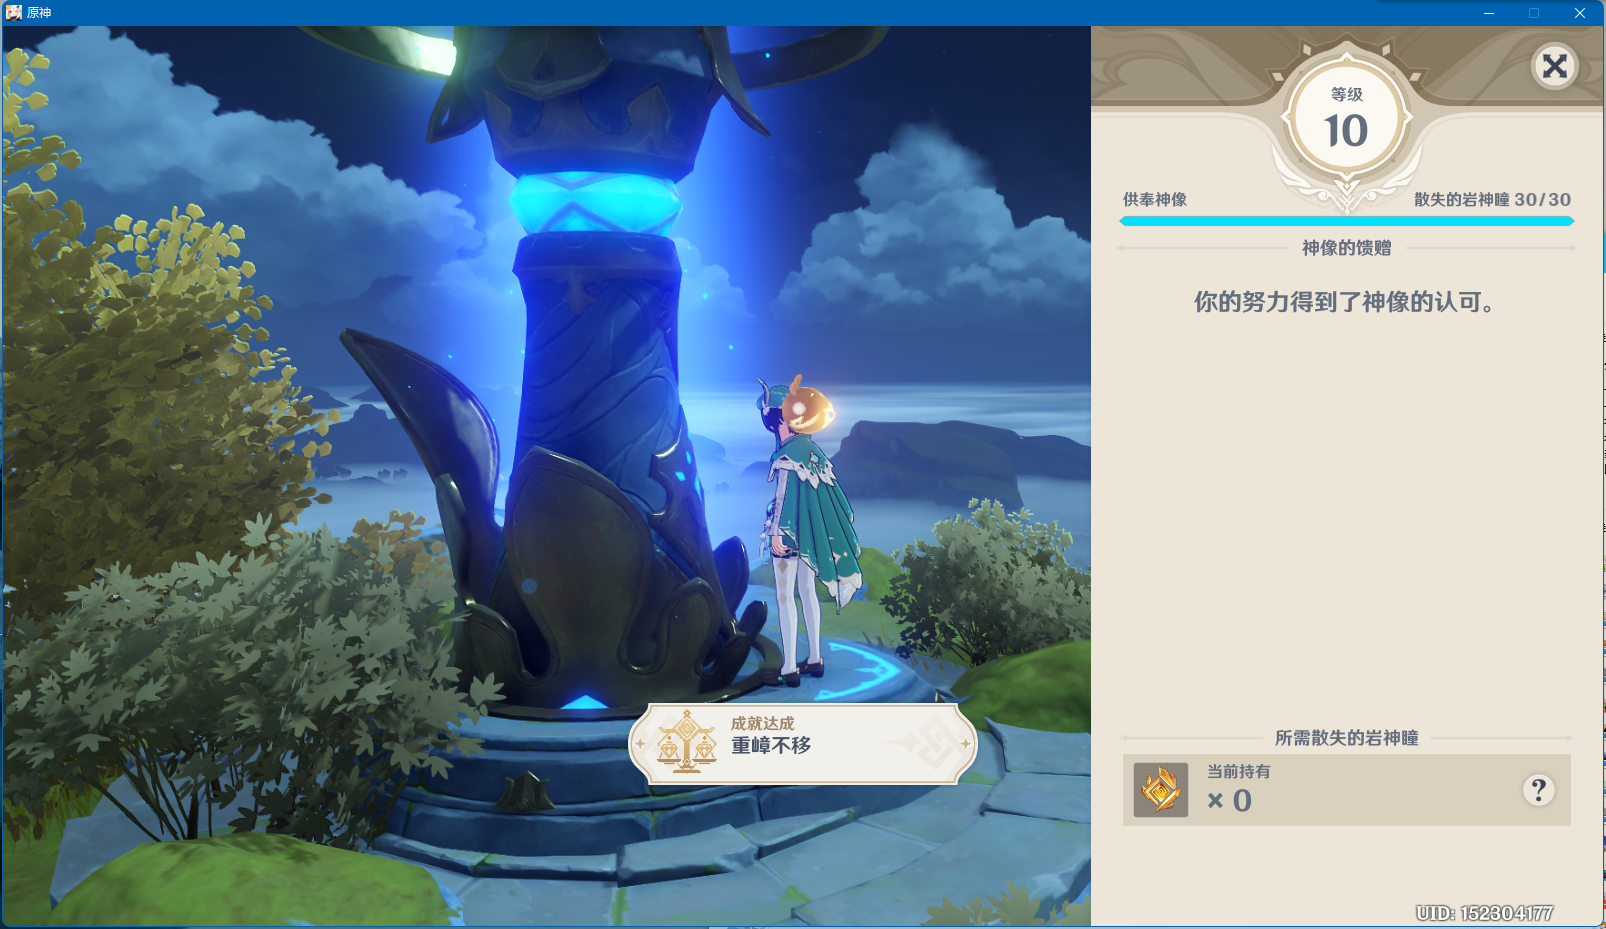 原神
等级
10
供奉神像
散失的岩神瞳 30/30
神像的馈赠
你的努力得到了神像的认可。
成就达成
重嶂不移
所需散失的岩神瞳
当前持有
× 0
?
UID: 152304177